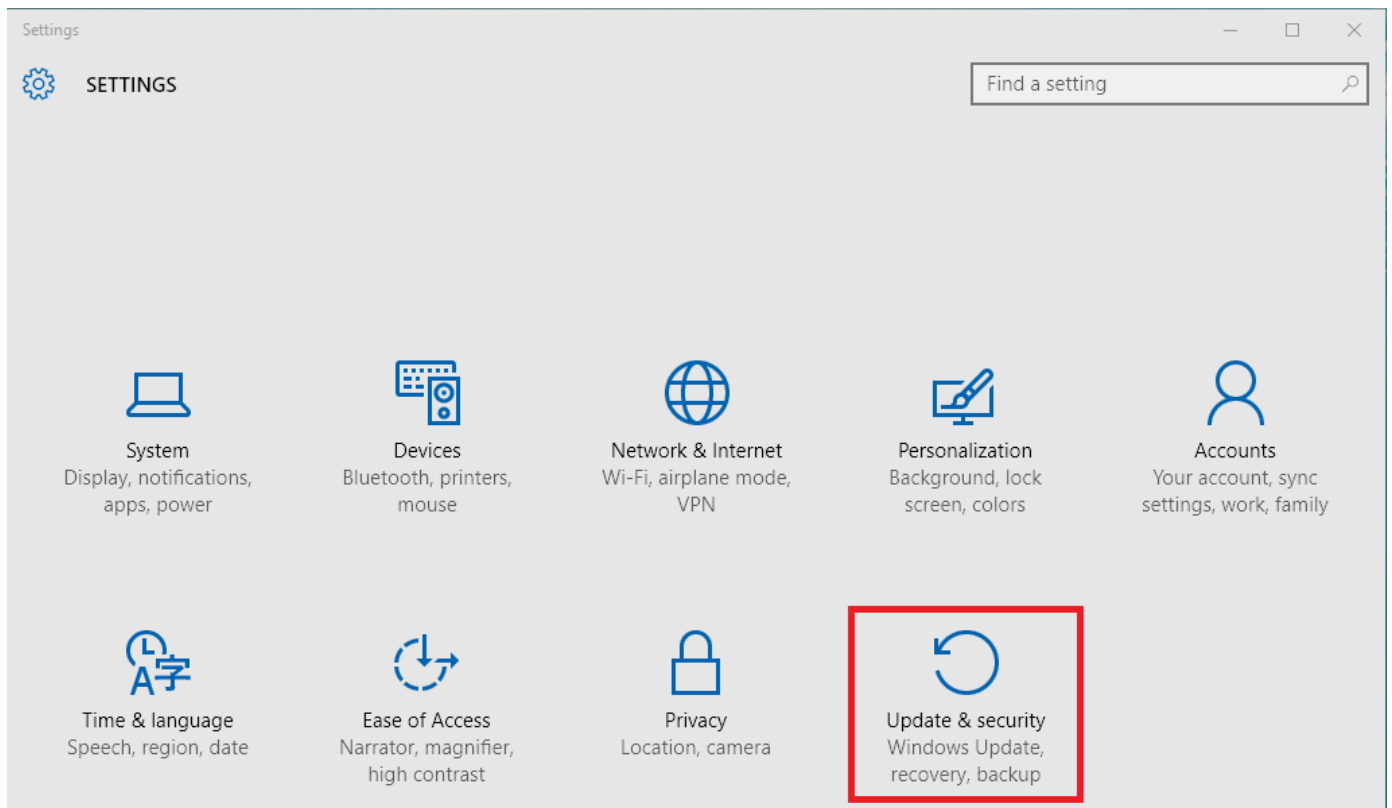 Settings
SETTINGS
Find a setting
System
Display, notifications,
apps, power
Devices
Bluetooth, printers,
mouse
Network & Internet
Wi-Fi, airplane mode,
VPN
Personalization
Background, lock
screen, colors
Accounts
Your account, sync
settings, work, family
A字
Time & language
Speech, region, date
Ease of Access
Narrator, magnifier,
high contrast
Privacy
Location, camera
Update & security
Windows Update,
recovery, backup